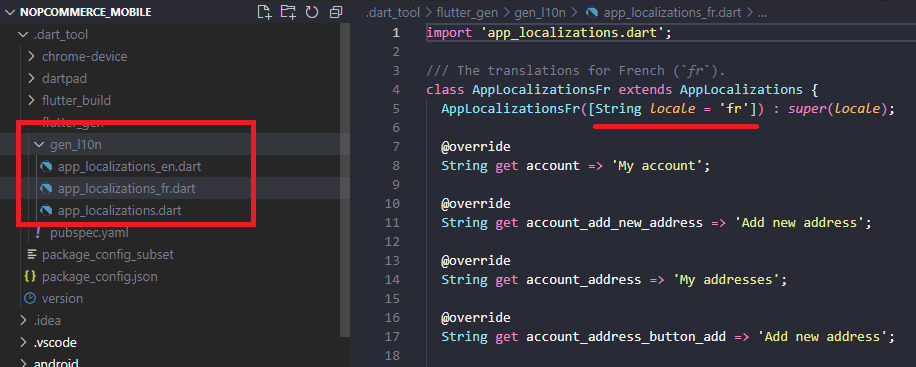 NOPCOMMERCE_MOBILE
.dart_tool
chrome-device
dartpad
flutter_build
flutter_gen
gen_l10n
app_localizations_en.dart
app_localizations_fr.dart
app_localizations.dart
! pubspec.yaml
package_config_subset
{} package_config.json
version
.idea
.vscode
android
.dart_tool > flutter_gen > gen_l10n > app_localizations_fr.dart > ...
1 import 'app_localizations.dart';
2
3 /// The translations for French (`fr`).
4 class AppLocalizationsFr extends AppLocalizations {
5 AppLocalizationsFr([String locale = 'fr']) : super(locale);
6
7 @override
8 String get account => 'My account';
9
10 @override
11 String get account_add_new_address => 'Add new address';
12
13 @override
14 String get account_address => 'My addresses';
15
16 @override
17 String get account_address_button_add => 'Add new address';
18